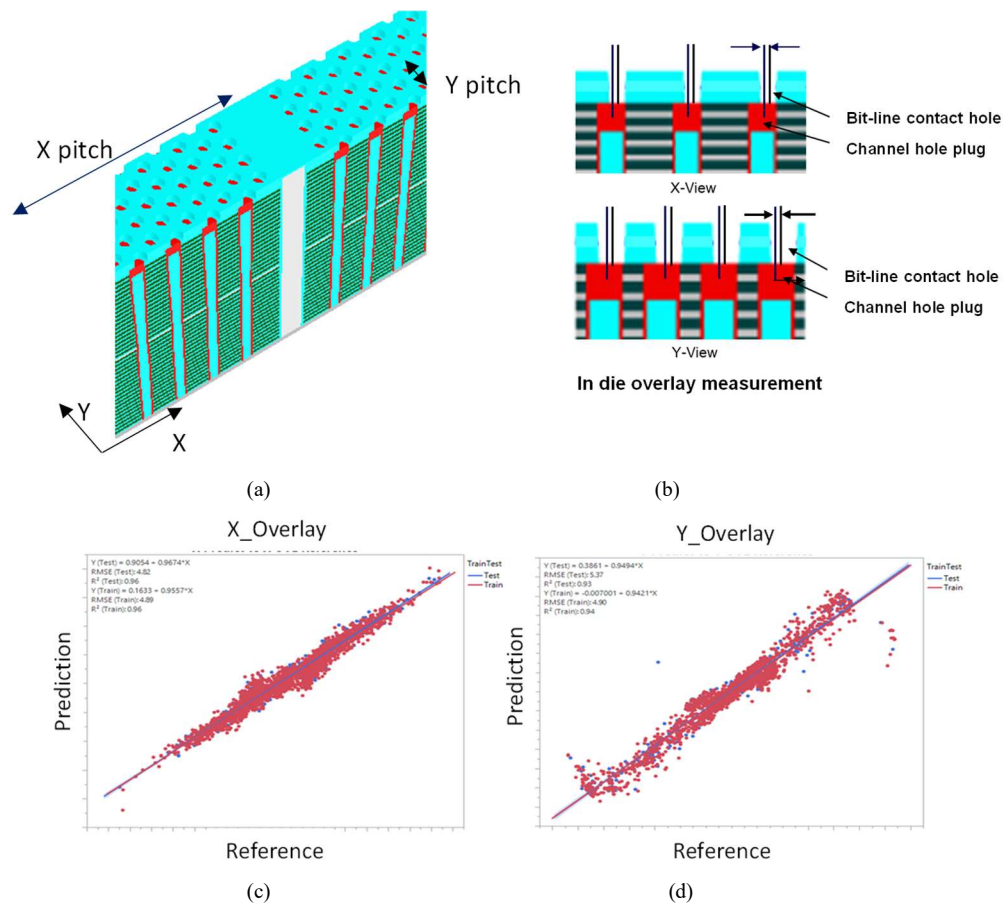 Y pitch
X pitch
Y
X
(a)
Bit-line contact hole
Channel hole plug
X-View
Bit-line contact hole
Channel hole plug
Y-View
In die overlay measurement
(b)
X_Overlay
Y (Test) = 0.9054 + 0.9674*X
RMSE (Test):4.82
R² (Test):0.96
Y (Train) = 0.1633 + 0.9557*X
RMSE (Train):4.89
R² (Train):0.96
TrainTest
Test
Train
Prediction
Reference
(c)
Y_Overlay
Y (Test) = 0.3861 + 0.9494*X
RMSE (Test):5.37
R² (Test):0.93
Y (Train) = -0.007001 + 0.9421*X
RMSE (Train):4.90
R² (Train):0.94
TrainTest
Test
Train
Prediction
Reference
(d)